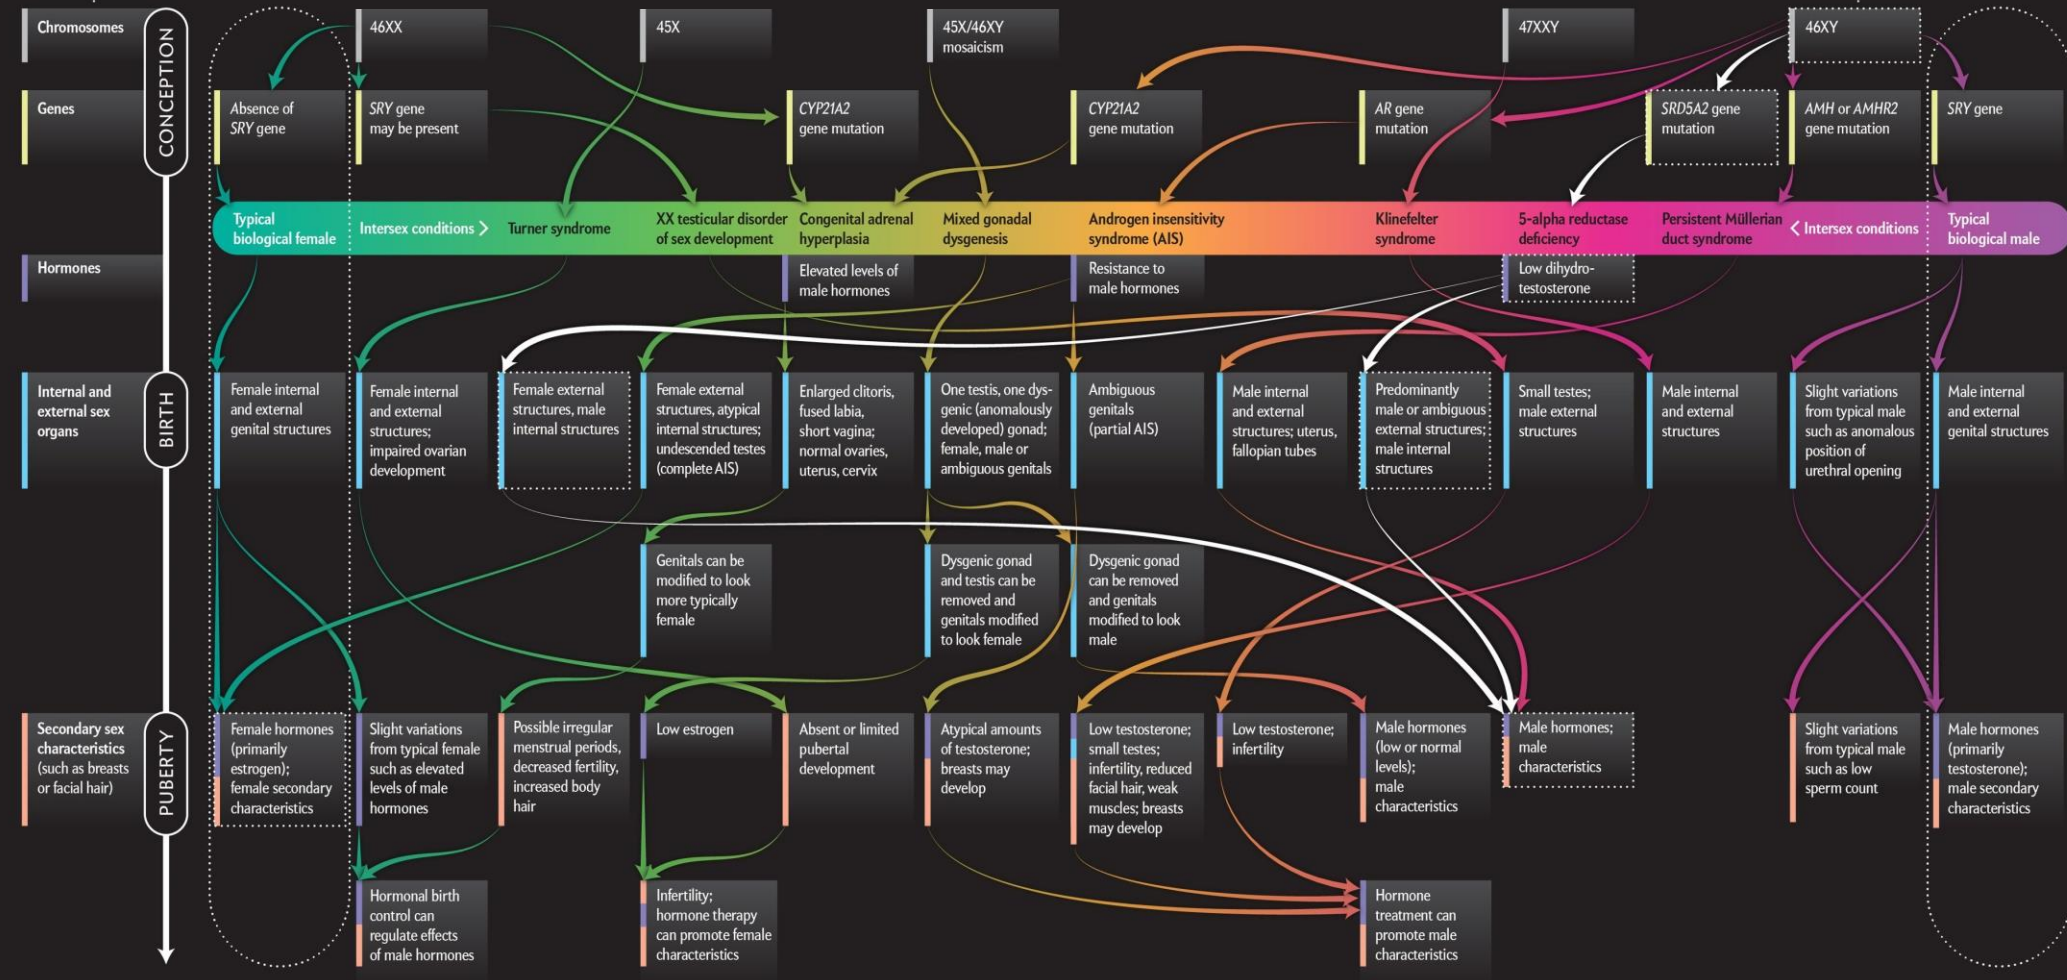 Chromosomes
CONCEPTION
46XX
45X
45X/46XY
mosaicism
47XXY
46XY
Genes
Absence of
SRY gene
SRY gene
may be present
CYP21A2
gene mutation
CYP21A2
gene mutation
AR gene
mutation
SRD5A2 gene
mutation
AMH or AMHR2
gene mutation
SRY gene
Typical
biological female
Intersex conditions >
Turner syndrome
XX testicular disorder
of sex development
Congenital adrenal
hyperplasia
Mixed gonadal
dysgenesis
Androgen insensitivity
syndrome (AIS)
Klinefelter
syndrome
5-alpha reductase
deficiency
Persistent Müllerian
duct syndrome
< Intersex conditions
Typical
biological male
Hormones
Elevated levels of
male hormones
Resistance to
male hormones
Low dihydro-
testosterone
Internal and
external sex
organs
BIRTH
Female internal
and external
genital structures
Female internal
and external
structures;
impaired ovarian
development
Female external
structures, male
internal structures
Female external
structures, atypical
internal structures;
undescended testes
(complete AIS)
Enlarged clitoris,
fused labia,
short vagina;
normal ovaries,
uterus, cervix
One testis, one dys-
genic (anomalously
developed) gonad;
female, male or
ambiguous genitals
Ambiguous
genitals
(partial AIS)
Male internal
and external
structures; uterus,
fallopian tubes
Predominantly
male or ambiguous
external structures;
male internal
structures
Small testes;
male external
structures
Male internal
and external
structures
Slight variations
from typical male
such as anomalous
position of
urethral opening
Male internal
and external
genital structures
Genitals can be
modified to look
more typically
female
Dysgenic gonad
and testis can be
removed and
genitals modified
to look female
Dysgenic gonad
can be removed
and genitals
modified to look
male
Secondary sex
characteristics
(such as breasts
or facial hair)
PUBERTY
Female hormones
(primarily
estrogen);
female secondary
characteristics
Slight variations
from typical female
such as elevated
levels of male
hormones
Possible irregular
menstrual periods,
decreased fertility,
increased body
hair
Low estrogen
Absent or limited
pubertal
development
Atypical amounts
of testosterone;
breasts may
develop
Low testosterone;
small testes;
infertility, reduced
facial hair, weak
muscles; breasts
may develop
Low testosterone;
infertility
Male hormones
(low or normal
levels);
male
characteristics
Male hormones;
male
characteristics
Slight variations
from typical male
such as low
sperm count
Male hormones
(primarily
testosterone);
male secondary
characteristics
Hormonal birth
control can
regulate effects
of male hormones
Infertility;
hormone therapy
can promote female
characteristics
Hormone
treatment can
promote male
characteristics